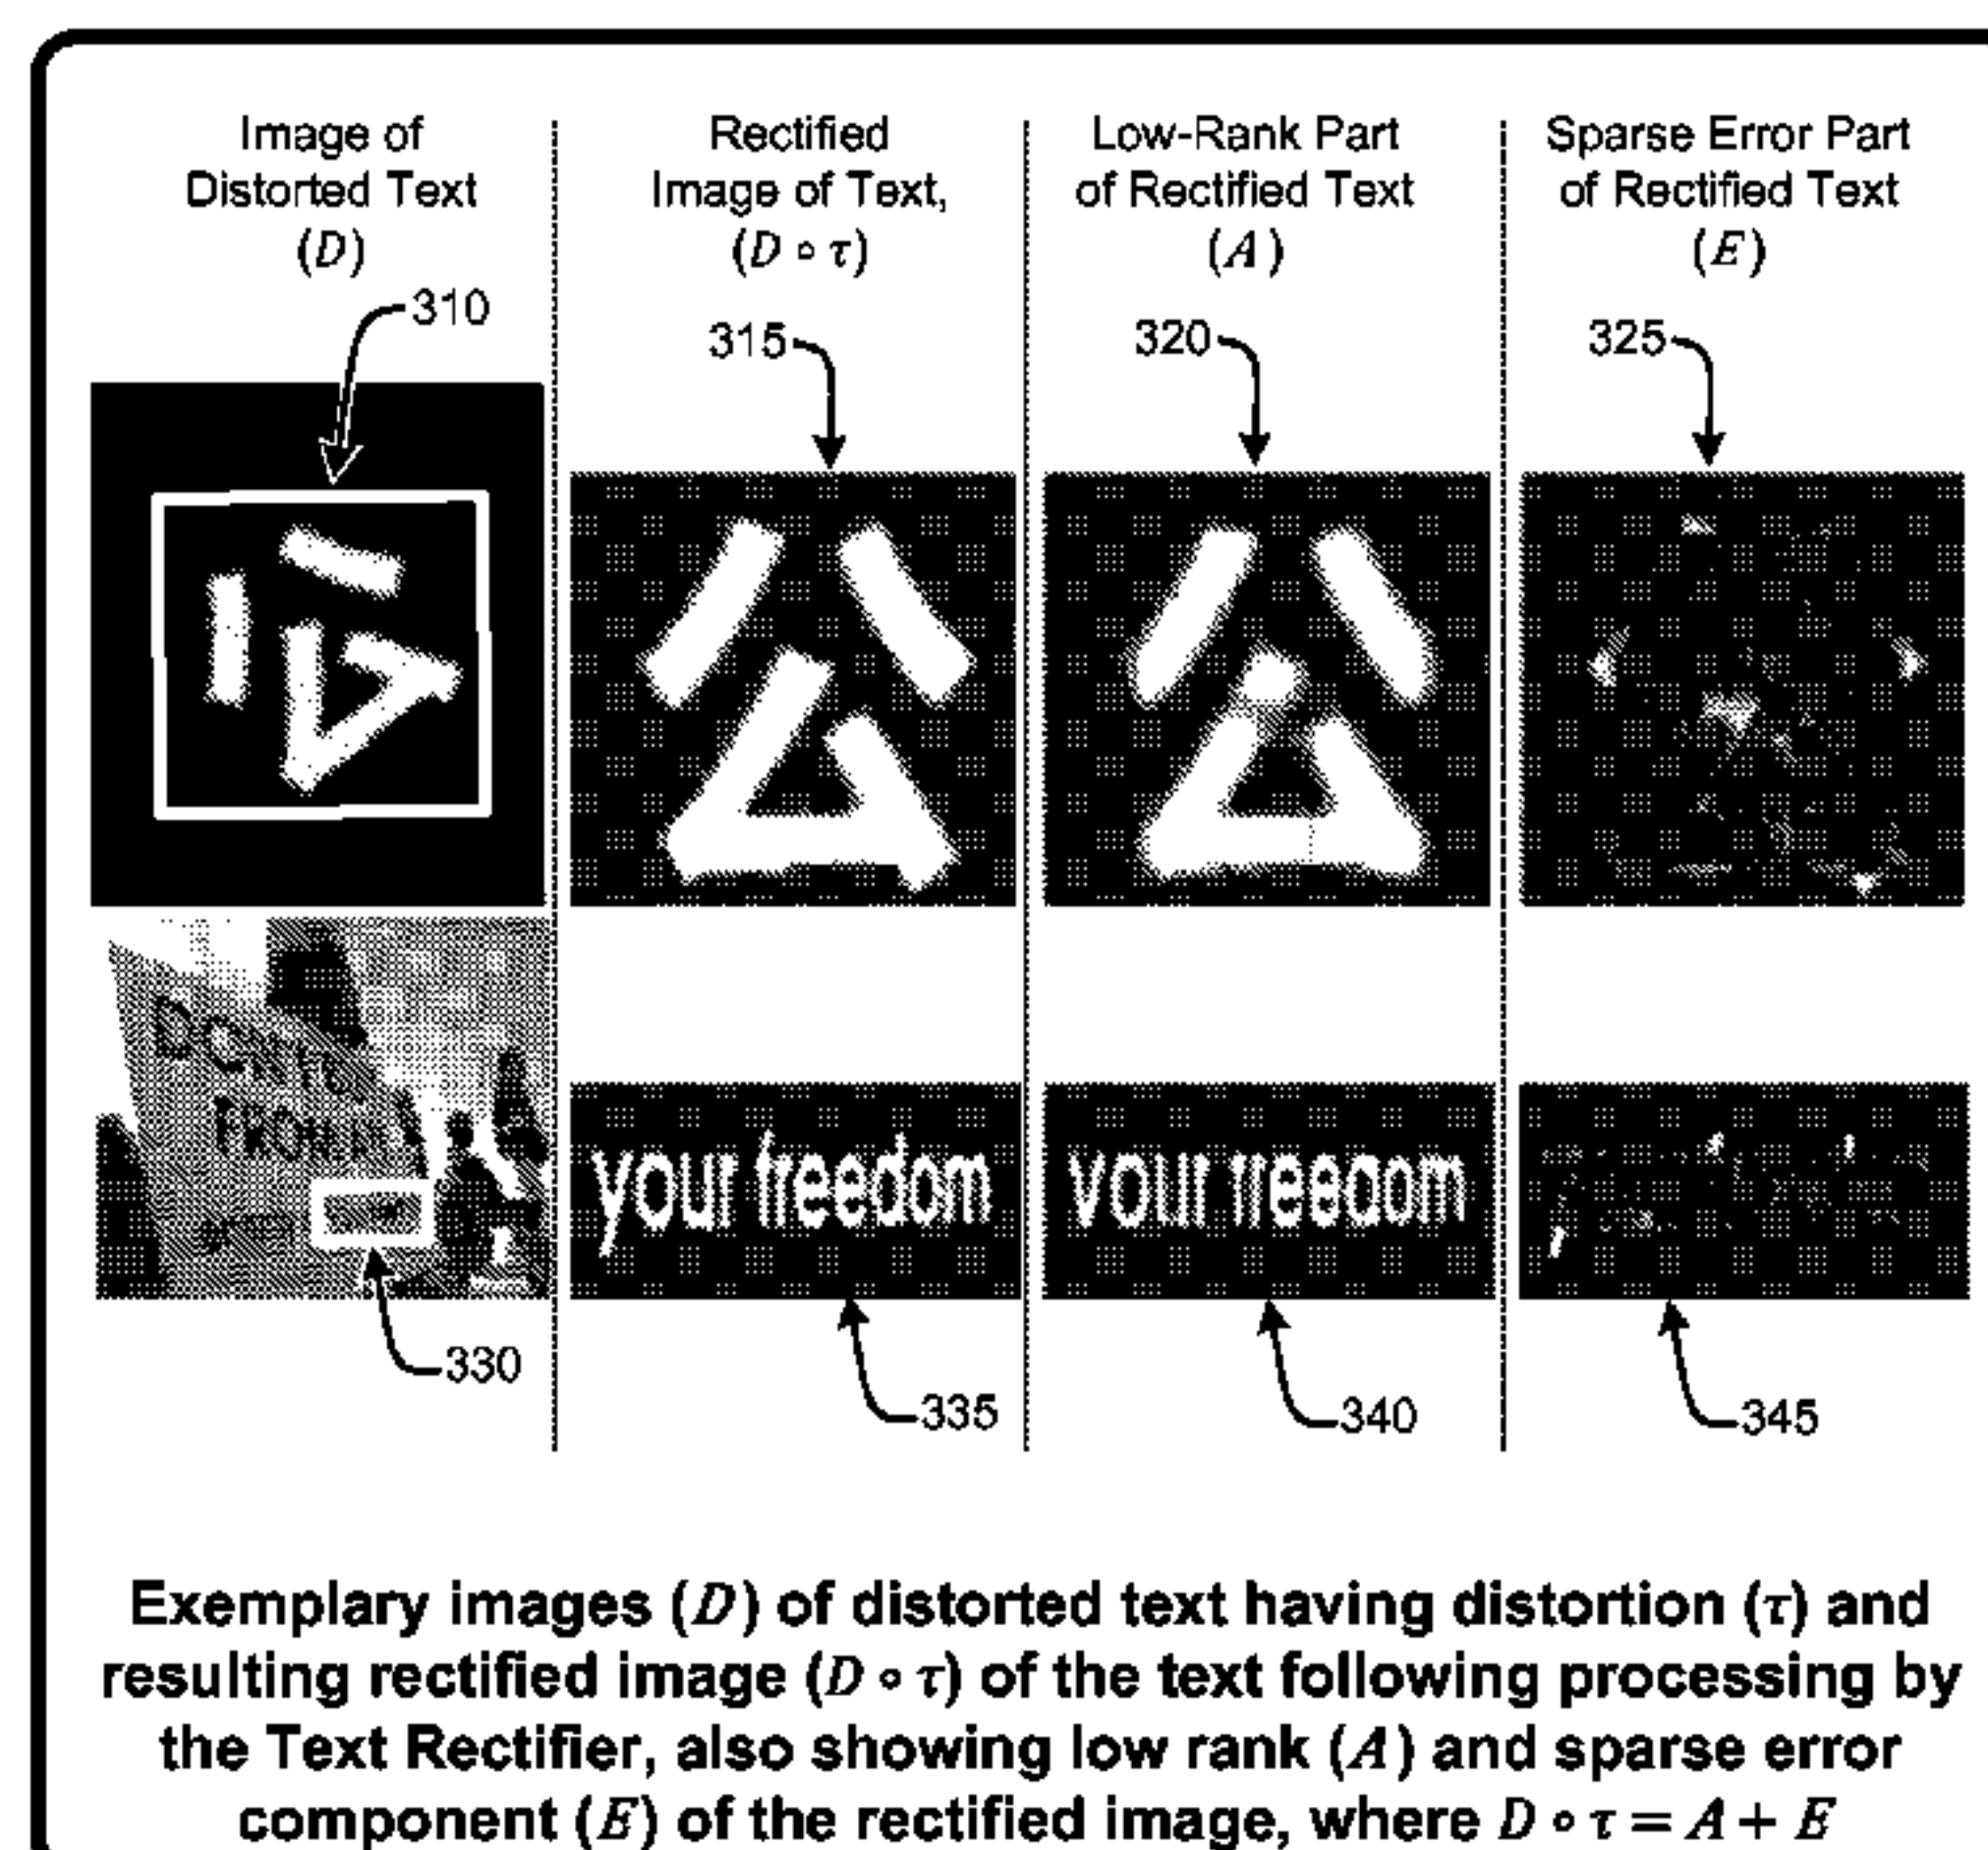 Image of
Distorted Text
(D)
Rectified
Image of Text,
(D ∘ τ)
Low-Rank Part
of Rectified Text
(A)
Sparse Error Part
of Rectified Text
(E)
310
315
320
325
公
公
your freedom
your freedom
330
335
340
345
Exemplary images (D) of distorted text having distortion (τ) and
resulting rectified image (D ∘ τ) of the text following processing by
the Text Rectifier, also showing low rank (A) and sparse error
component (E) of the rectified image, where D ∘ τ = A + E